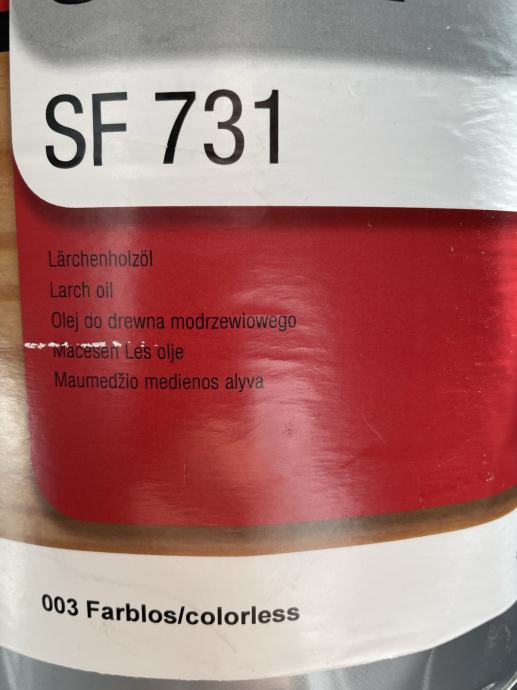 SF 731
Lärchenholzöl
Larch oil
Olej do drewna modrzewiowego
Macesen Les olje
Maumedžio medienos alyva
003 Farblos/colorless